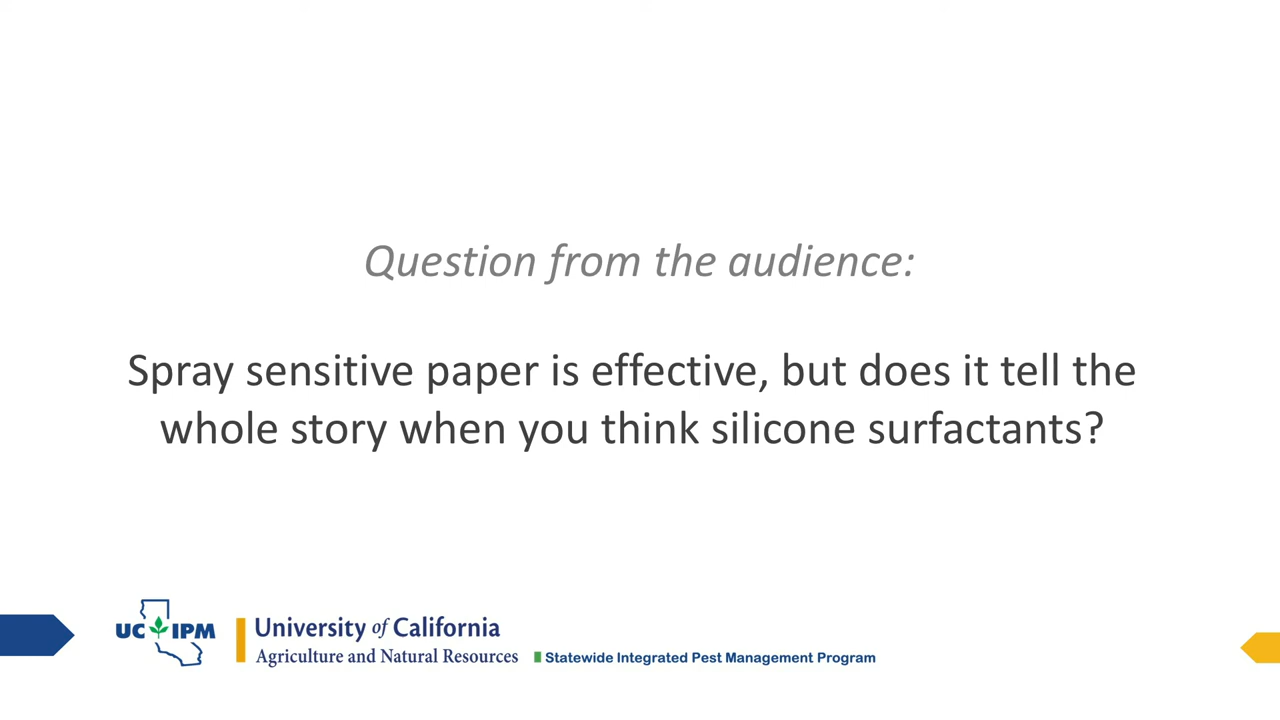 Question from the audience:
Spray sensitive paper is effective, but does it tell the
whole story when you think silicone surfactants?
UC IPM
University of California
Agriculture and Natural Resources
Statewide Integrated Pest Management Program